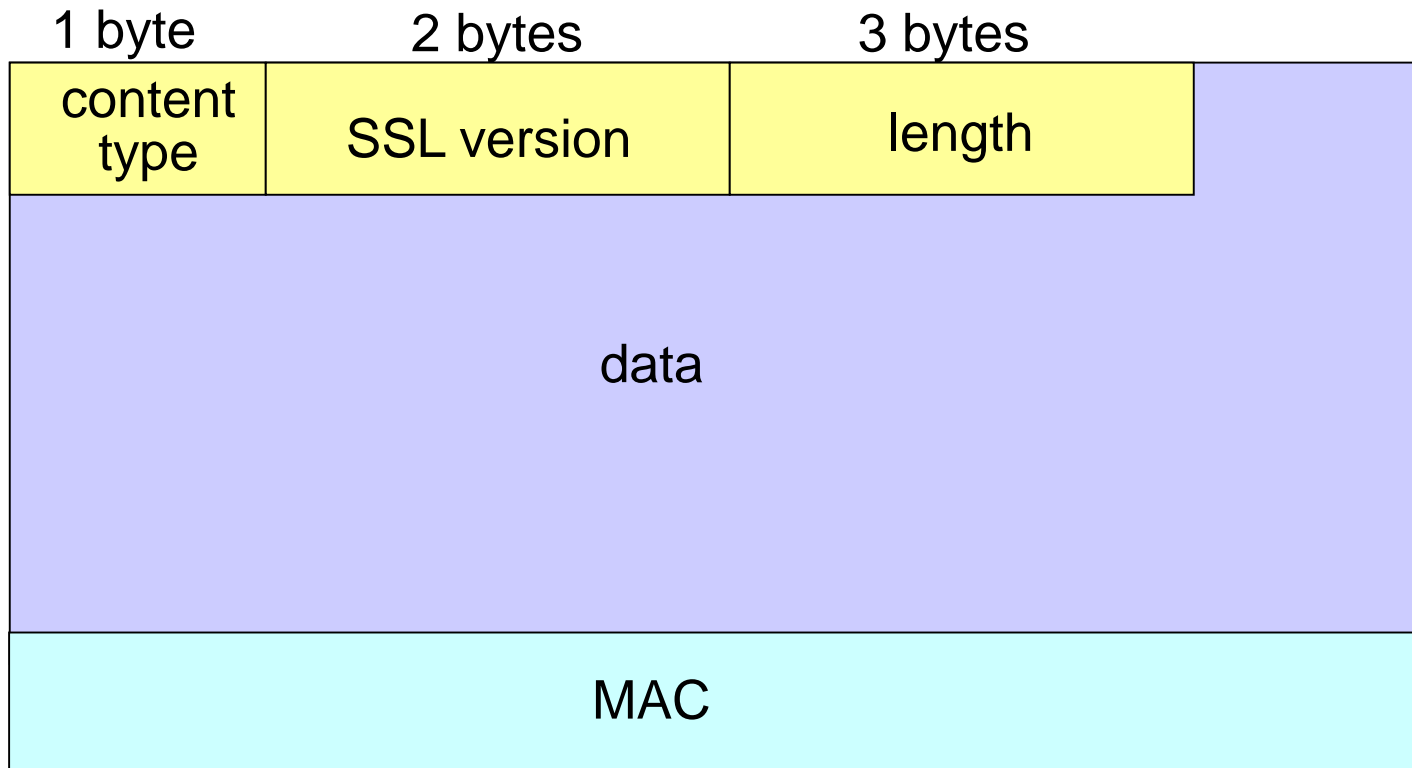 1 byte 2 bytes 3 bytes
content
type
SSL version
length
data
MAC